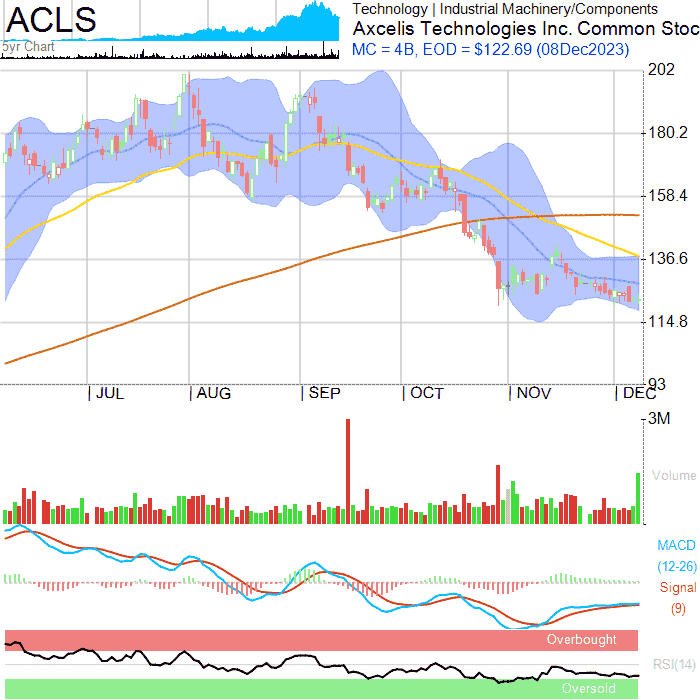 ACLS
5yr Chart
Technology | Industrial Machinery/Components
Axcelis Technologies Inc. Common Stoc
MC = 4B, EOD = $122.69 (08Dec2023)
202
180.2
158.4
136.6
114.8
93
JUL
AUG
SEP
OCT
NOV
DEC
3M
Volume
MACD
(12-26)
Signal
(9)
Overbought
RSI(14)
Oversold